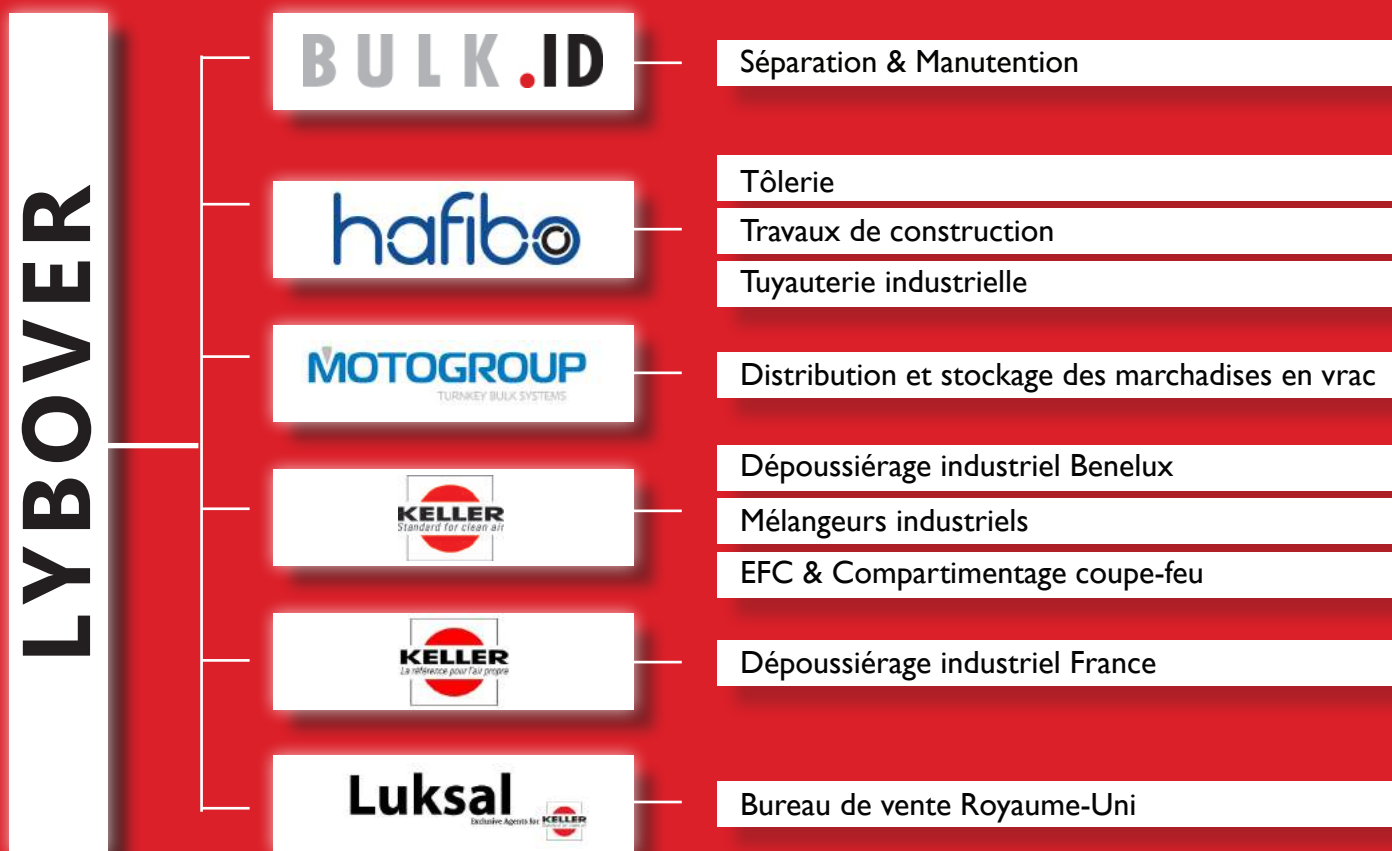 LYBOVER
BULK.ID
Séparation & Manutention
hafibo
Tôlerie
Travaux de construction
Tuyauterie industrielle
MOTOGROUP
TURNKEY BULK SYSTEMS
Distribution et stockage des marchadises en vrac
KELLER
Standard for clean air
Dépoussiérage industriel Benelux
Mélangeurs industriels
EFC & Compartimentage coupe-feu
KELLER
La référence pour l'air propre
Dépoussiérage industriel France
Luksal
Exclusive Agents for KELLER
Bureau de vente Royaume-Uni